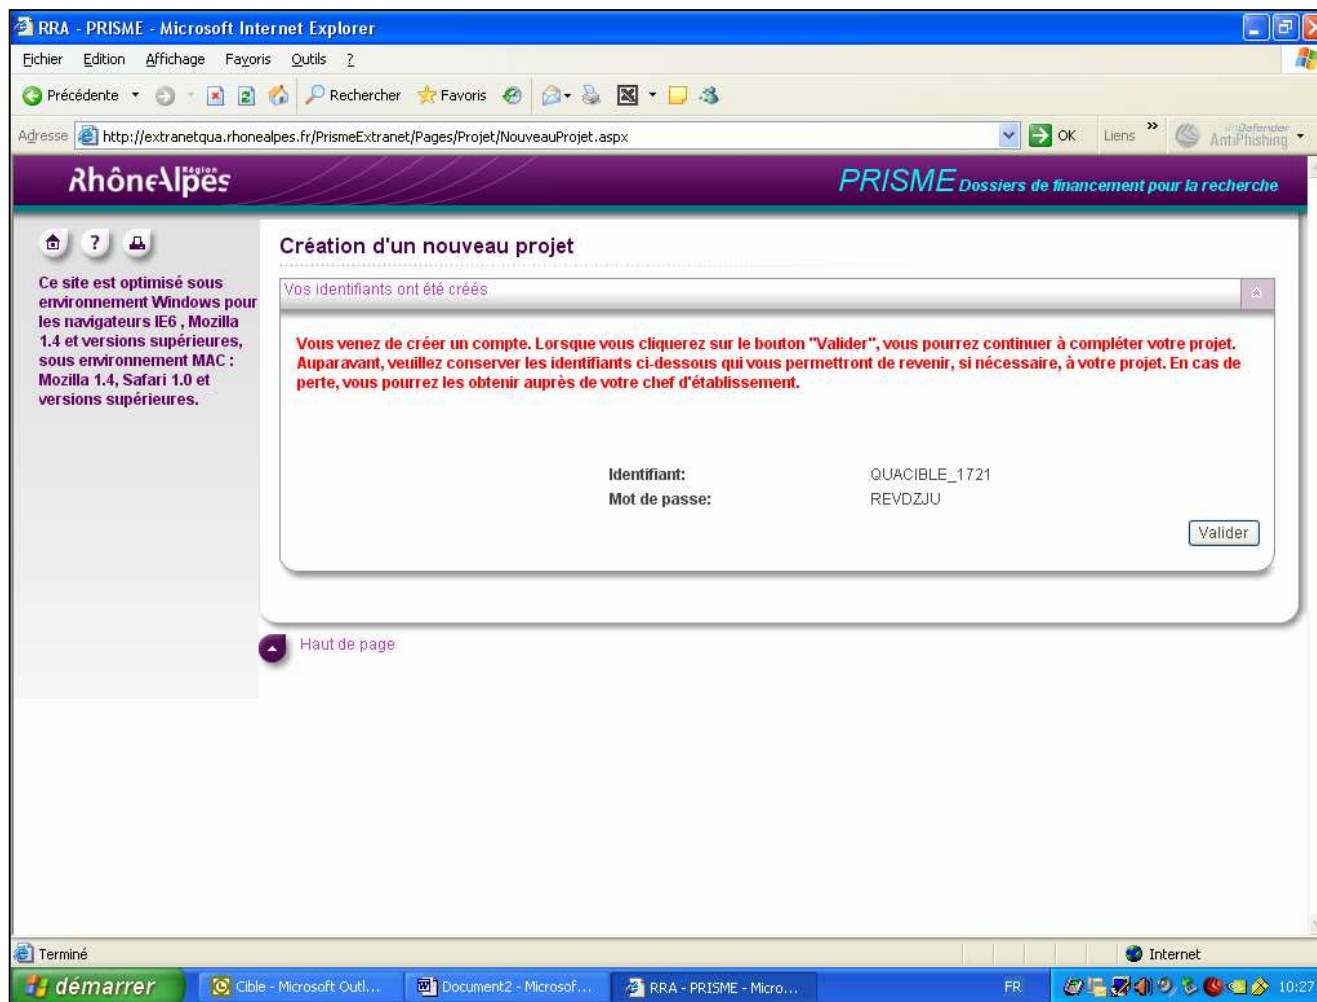 RRA - PRISME - Microsoft Internet Explorer
Fichier Edition Affichage Favoris Outils ?
Précédente Rechercher Favoris
Adresse http://extranetqua.rhonealpes.fr/PrismeExtranet/Pages/Projet/NouveauProjet.aspx OK Liens » AntiPhishing
RhôneAlpes Région PRISME Dossiers de financement pour la recherche
Création d'un nouveau projet
Ce site est optimisé sous
environnement Windows pour
les navigateurs IE6 , Mozilla
1.4 et versions supérieures,
sous environnement MAC :
Mozilla 1.4, Safari 1.0 et
versions supérieures.
Vos identifiants ont été créés
Vous venez de créer un compte. Lorsque vous cliquerez sur le bouton "Valider", vous pourrez continuer à compléter votre projet.
Auparavant, veuillez conserver les identifiants ci-dessous qui vous permettront de revenir, si nécessaire, à votre projet. En cas de
perte, vous pourrez les obtenir auprès de votre chef d'établissement.
Identifiant: QUACIBLE_1721
Mot de passe: REVDZJU
Valider
Haut de page
Terminé Internet
démarrer Cible - Microsoft Outl... Document2 - Microsof... RRA - PRISME - Micro... FR 10:27